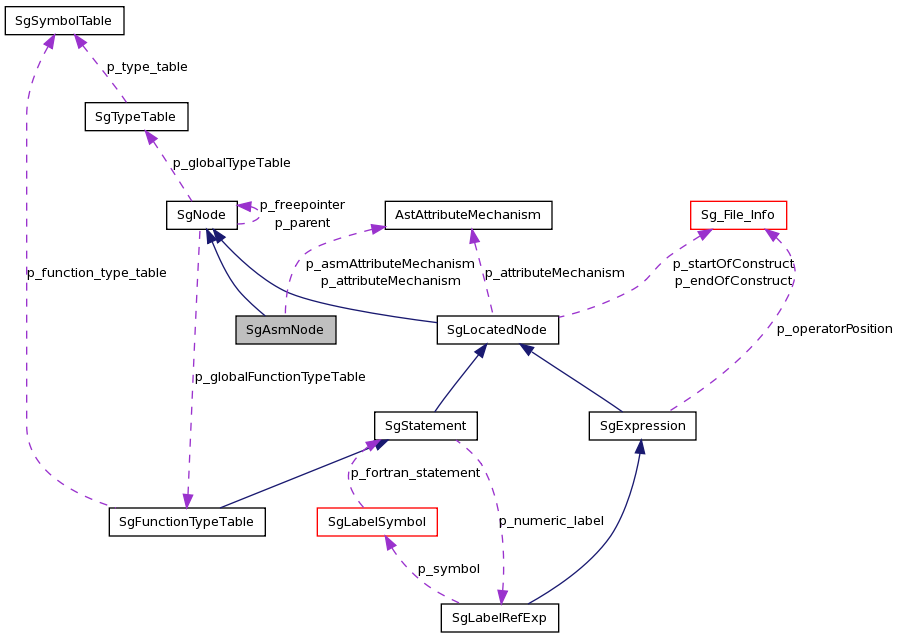 SgSymbolTable
p_type_table
SgTypeTable
p_globalTypeTable
SgNode
p_freepointer
p_parent
AstAttributeMechanism
Sg_File_Info
p_function_type_table
p_asmAttributeMechanism
p_attributeMechanism
p_attributeMechanism
p_startOfConstruct
p_endOfConstruct
SgAsmNode
SgLocatedNode
p_operatorPosition
p_globalFunctionTypeTable
SgStatement
SgExpression
p_fortran_statement
SgFunctionTypeTable
SgLabelSymbol
p_numeric_label
p_symbol
SgLabelRefExp